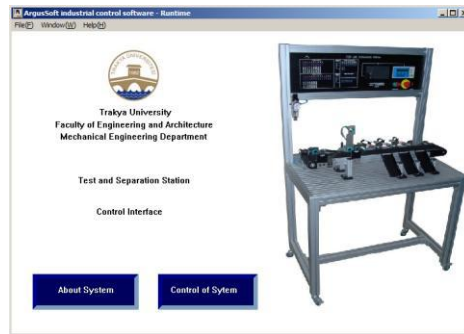 ArgusSoft industrial control software - Runtime
File(F) Window(W) Help(H)
Trakya University
Faculty of Engineering and Architecture
Mechanical Engineering Department
Test and Separation Station
Control Interface
About System
Control of Sytem